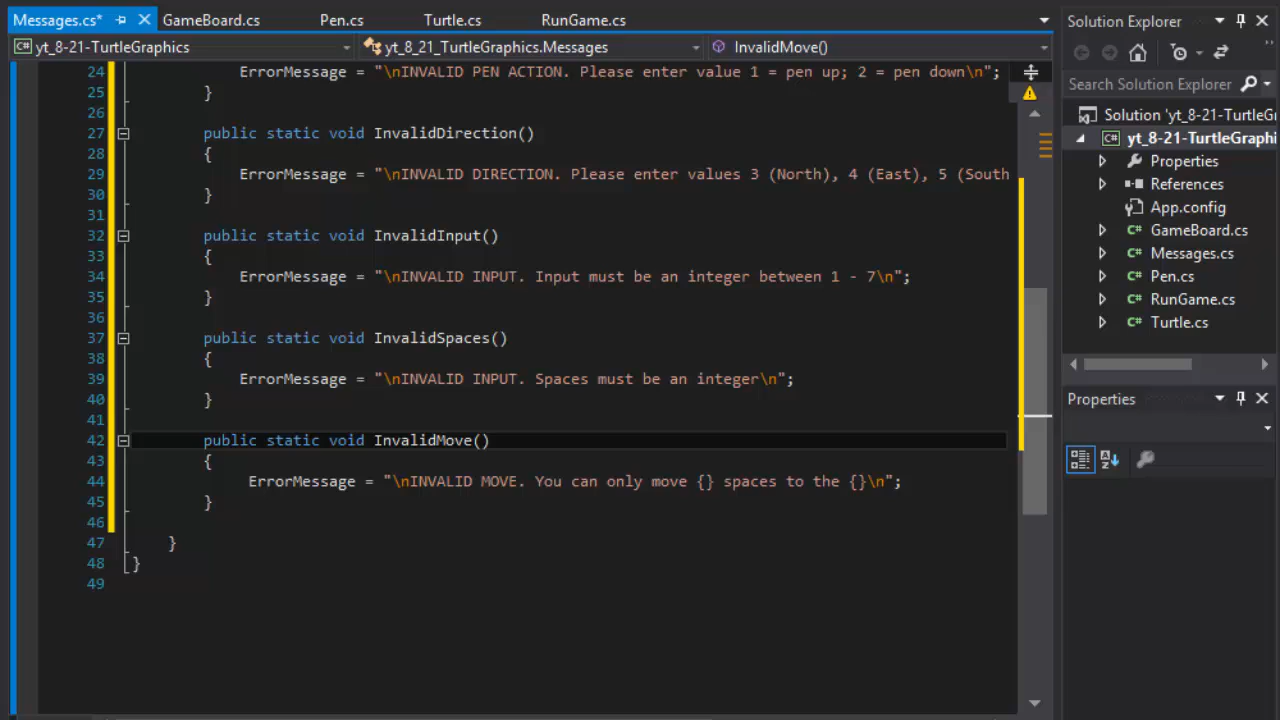 Messages.cs* GameBoard.cs Pen.cs Turtle.cs RunGame.cs
yt_8-21-TurtleGraphics yt_8_21_TurtleGraphics.Messages InvalidMove()
24 ErrorMessage = "\nINVALID PEN ACTION. Please enter value 1 = pen up; 2 = pen down\n";
25 }
26
27 public static void InvalidDirection()
28 {
29 ErrorMessage = "\nINVALID DIRECTION. Please enter values 3 (North), 4 (East), 5 (South
30 }
31
32 public static void InvalidInput()
33 {
34 ErrorMessage = "\nINVALID INPUT. Input must be an integer between 1 - 7\n";
35 }
36
37 public static void InvalidSpaces()
38 {
39 ErrorMessage = "\nINVALID INPUT. Spaces must be an integer\n";
40 }
41
42 public static void InvalidMove()
43 {
44 ErrorMessage = "\nINVALID MOVE. You can only move {} spaces to the {}\n";
45 }
46
47 }
48 }
49
Solution Explorer
Search Solution Explorer
Solution 'yt_8-21-TurtleG
C# yt_8-21-TurtleGraphi
Properties
References
App.config
C# GameBoard.cs
C# Messages.cs
C# Pen.cs
C# RunGame.cs
C# Turtle.cs
Properties